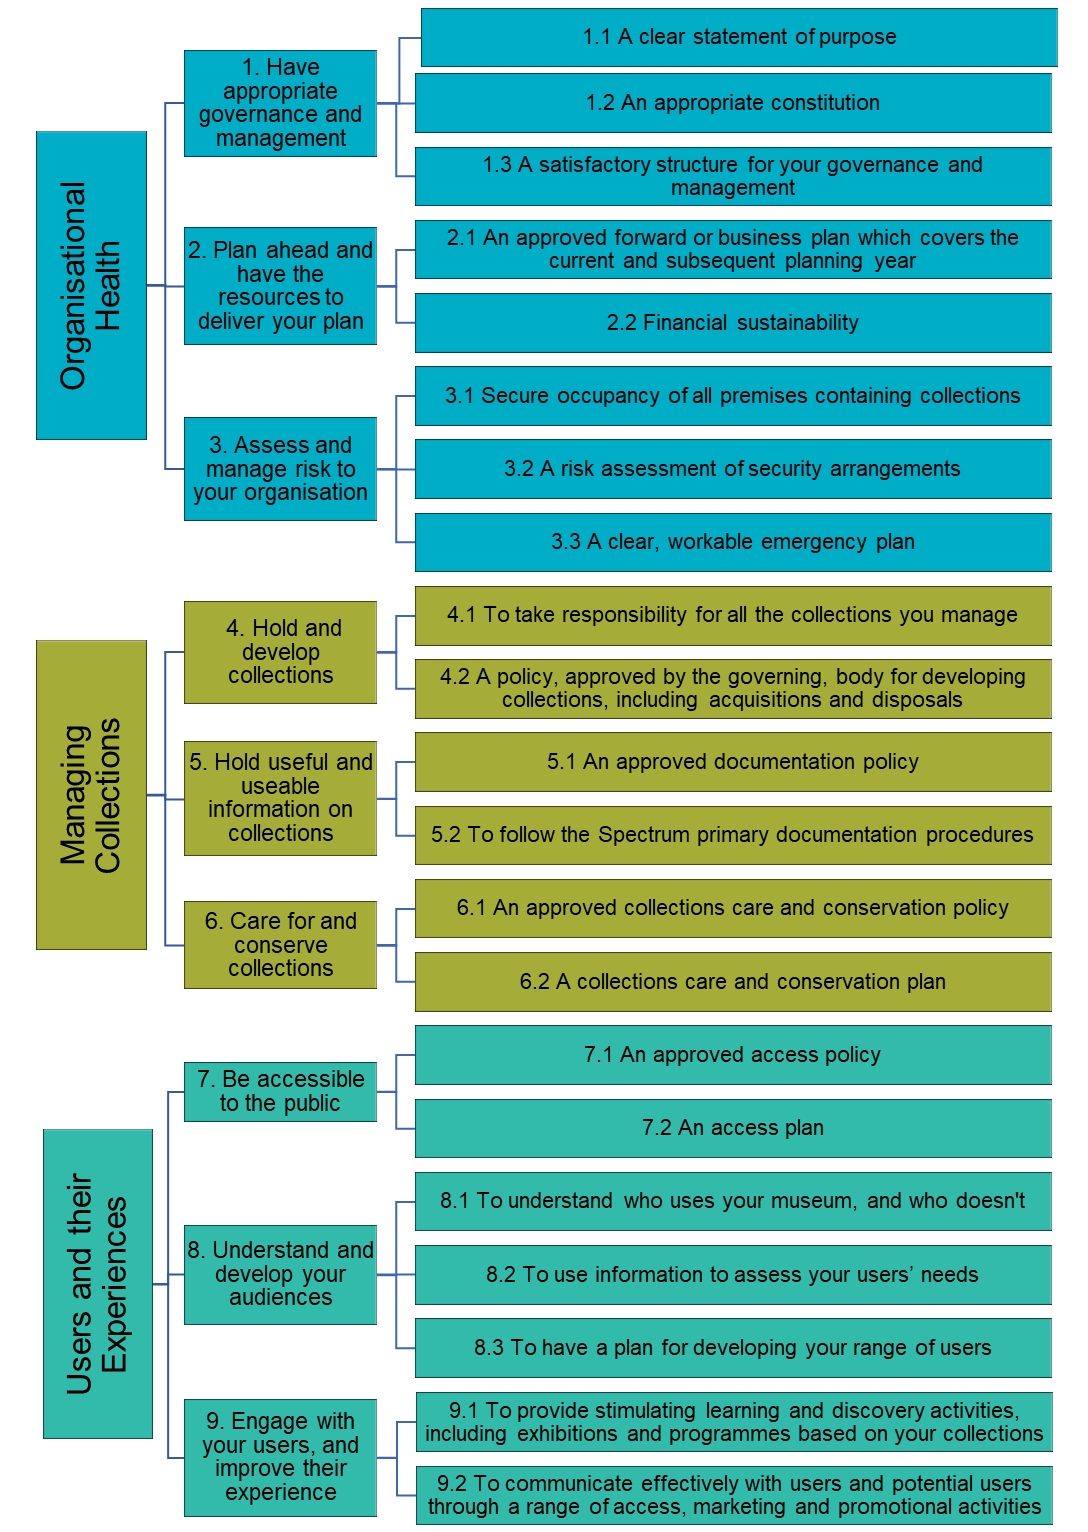 Organisational
Health
1. Have
appropriate
governance and
management
1.1 A clear statement of purpose
1.2 An appropriate constitution
1.3 A satisfactory structure for your governance and
management
2. Plan ahead and
have the
resources to
deliver your plan
2.1 An approved forward or business plan which covers the
current and subsequent planning year
2.2 Financial sustainability
3. Assess and
manage risk to
your organisation
3.1 Secure occupancy of all premises containing collections
3.2 A risk assessment of security arrangements
3.3 A clear, workable emergency plan
Managing
Collections
4. Hold and
develop
collections
4.1 To take responsibility for all the collections you manage
4.2 A policy, approved by the governing, body for developing
collections, including acquisitions and disposals
5. Hold useful and
useable
information on
collections
5.1 An approved documentation policy
5.2 To follow the Spectrum primary documentation procedures
6. Care for and
conserve
collections
6.1 An approved collections care and conservation policy
6.2 A collections care and conservation plan
Users and their
Experiences
7. Be accessible
to the public
7.1 An approved access policy
7.2 An access plan
8. Understand and
develop your
audiences
8.1 To understand who uses your museum, and who doesn't
8.2 To use information to assess your users’ needs
8.3 To have a plan for developing your range of users
9. Engage with
your users, and
improve their
experience
9.1 To provide stimulating learning and discovery activities,
including exhibitions and programmes based on your collections
9.2 To communicate effectively with users and potential users
through a range of access, marketing and promotional activities